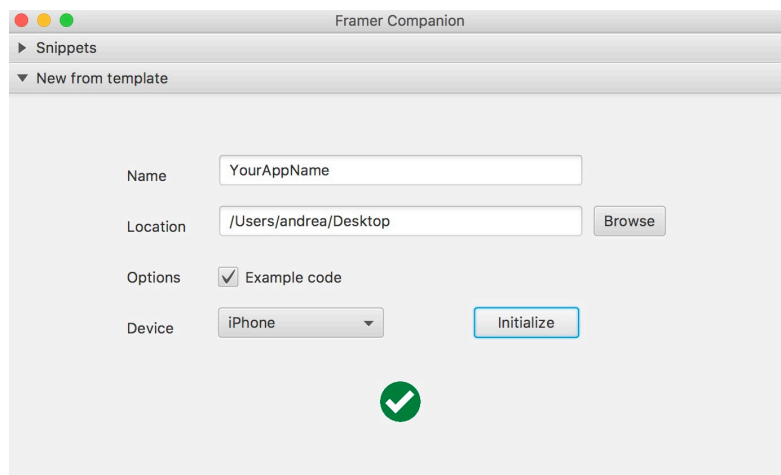 Framer Companion
Snippets
New from template
Name YourAppName
Location /Users/andrea/Desktop Browse
Options Example code
Device iPhone Initialize